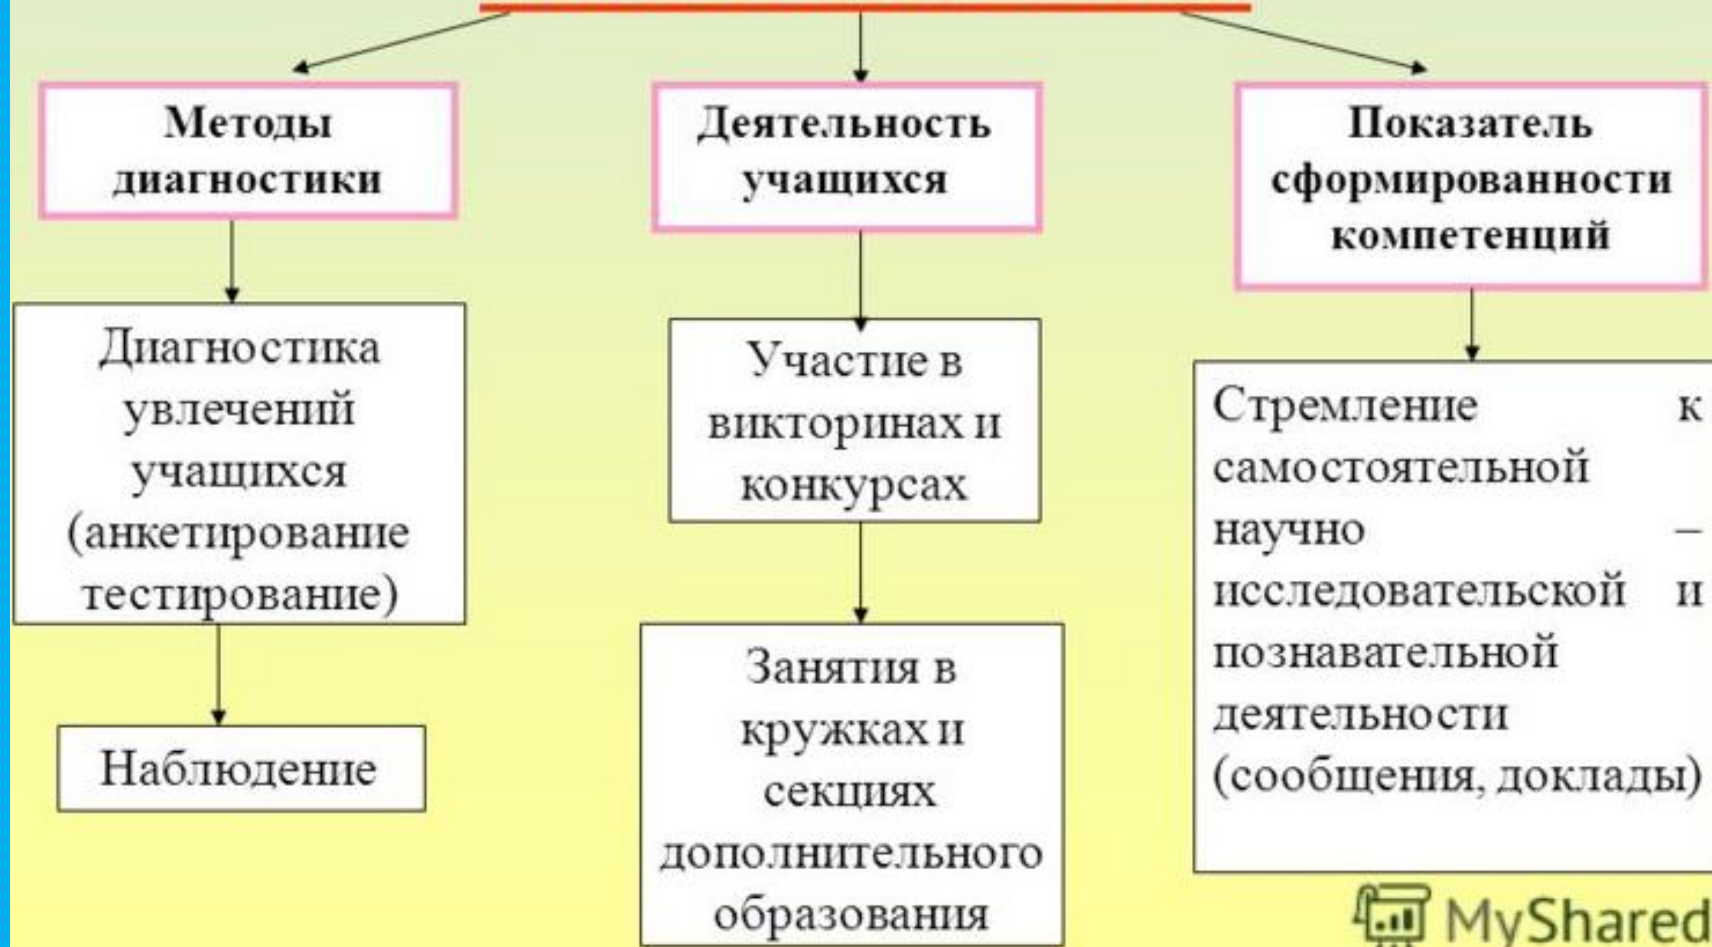 Методы
диагностики
Диагностика
увлечений
учащихся
(анкетирование
тестирование)
Наблюдение
Деятельность
учащихся
Участие в
викторинах и
конкурсах
Занятия в
кружках и
секциях
дополнительного
образования
Показатель
сформированности
компетенций
Стремление к
самостоятельной
научно –
исследовательской и
познавательной
деятельности
(сообщения, доклады)
MyShared